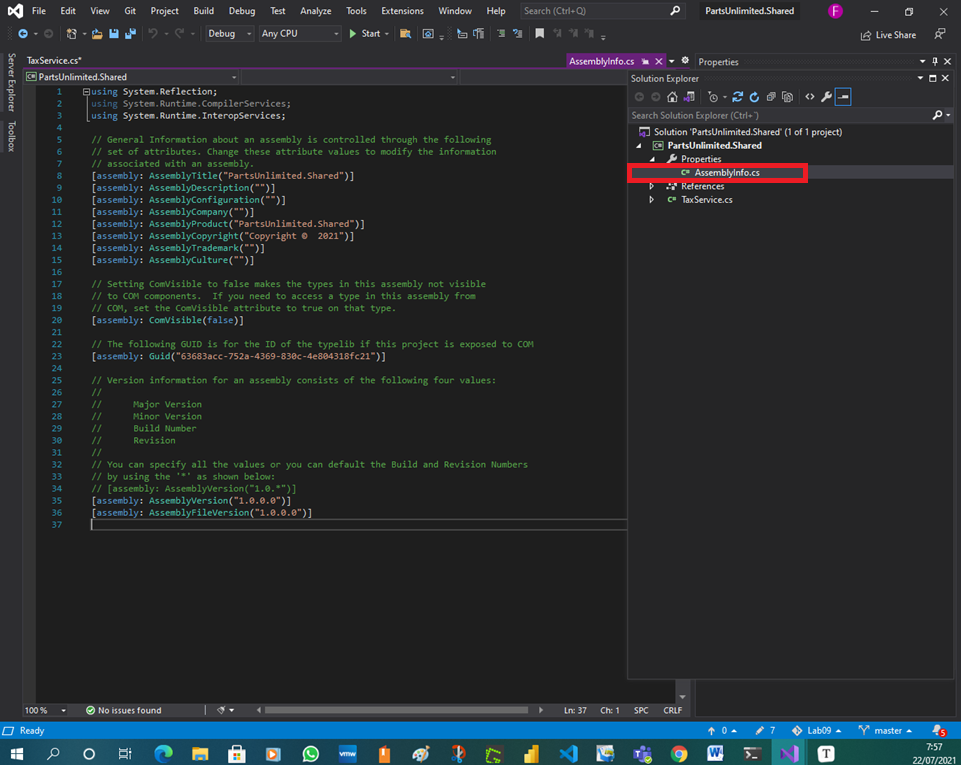 File Edit View Git Project Build Debug Test Analyze Tools Extensions Window Help Search (Ctrl+Q) PartsUnlimited.Shared F
Debug Any CPU Start Live Share
Server Explorer
Toolbox
TaxService.cs*
AssemblyInfo.cs
PartsUnlimited.Shared
1 using System.Reflection;
2 using System.Runtime.CompilerServices;
3 using System.Runtime.InteropServices;
4
5 // General Information about an assembly is controlled through the following
6 // set of attributes. Change these attribute values to modify the information
7 // associated with an assembly.
8 [assembly: AssemblyTitle("PartsUnlimited.Shared")]
9 [assembly: AssemblyDescription("")]
10 [assembly: AssemblyConfiguration("")]
11 [assembly: AssemblyCompany("")]
12 [assembly: AssemblyProduct("PartsUnlimited.Shared")]
13 [assembly: AssemblyCopyright("Copyright ©  2021")]
14 [assembly: AssemblyTrademark("")]
15 [assembly: AssemblyCulture("")]
16
17 // Setting ComVisible to false makes the types in this assembly not visible
18 // to COM components.  If you need to access a type in this assembly from
19 // COM, set the ComVisible attribute to true on that type.
20 [assembly: ComVisible(false)]
21
22 // The following GUID is for the ID of the typelib if this project is exposed to COM
23 [assembly: Guid("63683acc-752a-4369-830c-4e804318fc21")]
24
25 // Version information for an assembly consists of the following four values:
26 //
27 //      Major Version
28 //      Minor Version
29 //      Build Number
30 //      Revision
31 //
32 // You can specify all the values or you can default the Build and Revision Numbers
33 // by using the '*' as shown below:
34 // [assembly: AssemblyVersion("1.0.*")]
35 [assembly: AssemblyVersion("1.0.0.0")]
36 [assembly: AssemblyFileVersion("1.0.0.0")]
37
Properties
Solution Explorer
Search Solution Explorer (Ctrl+¨)
Solution 'PartsUnlimited.Shared' (1 of 1 project)
PartsUnlimited.Shared
Properties
C# AssemblyInfo.cs
References
C# TaxService.cs
100 % No issues found Ln: 37 Ch: 1 SPC CRLF
Ready 0 7 Lab09 master 5
vmw W T
7:57
22/07/2021